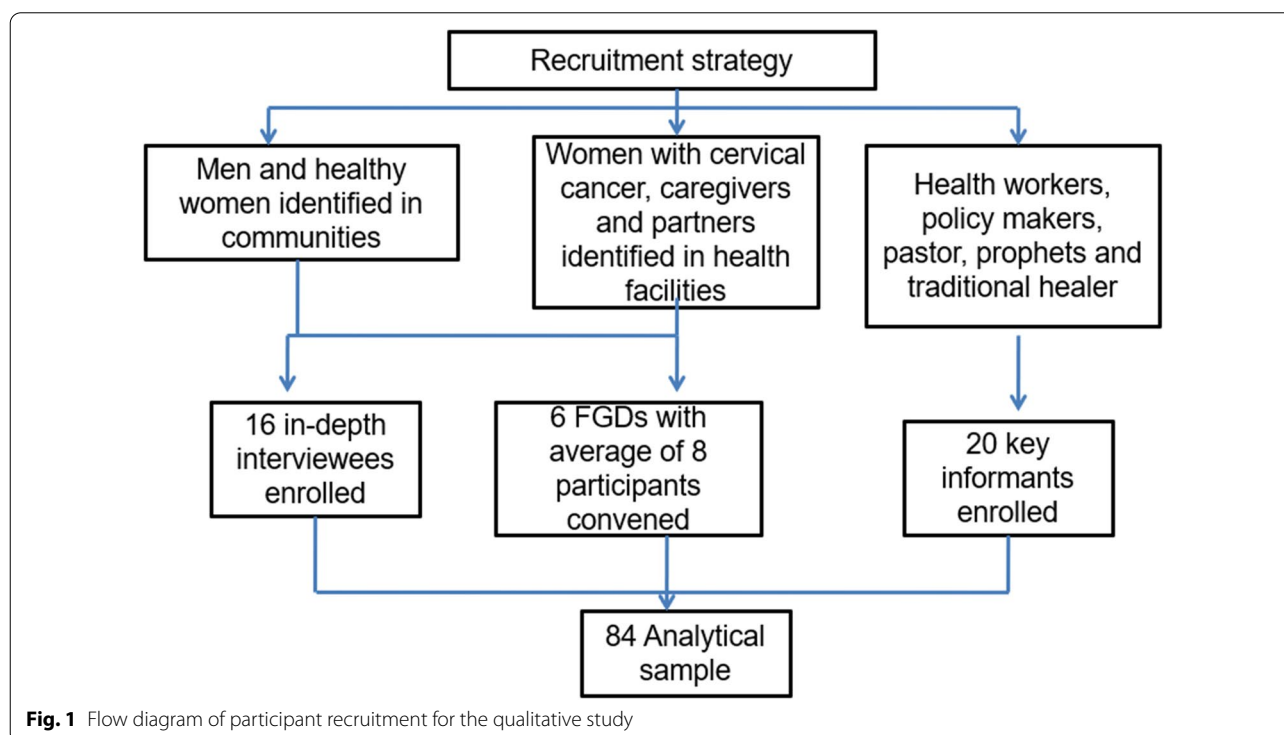 Recruitment strategy
Men and healthy
women identified in
communities
Women with cervical
cancer, caregivers
and partners
identified in health
facilities
Health workers,
policy makers,
pastor, prophets and
traditional healer
16 in-depth
interviewees
enrolled
6 FGDs with
average of 8
participants
convened
20 key
informants
enrolled
84 Analytical
sample
Fig. 1 Flow diagram of participant recruitment for the qualitative study